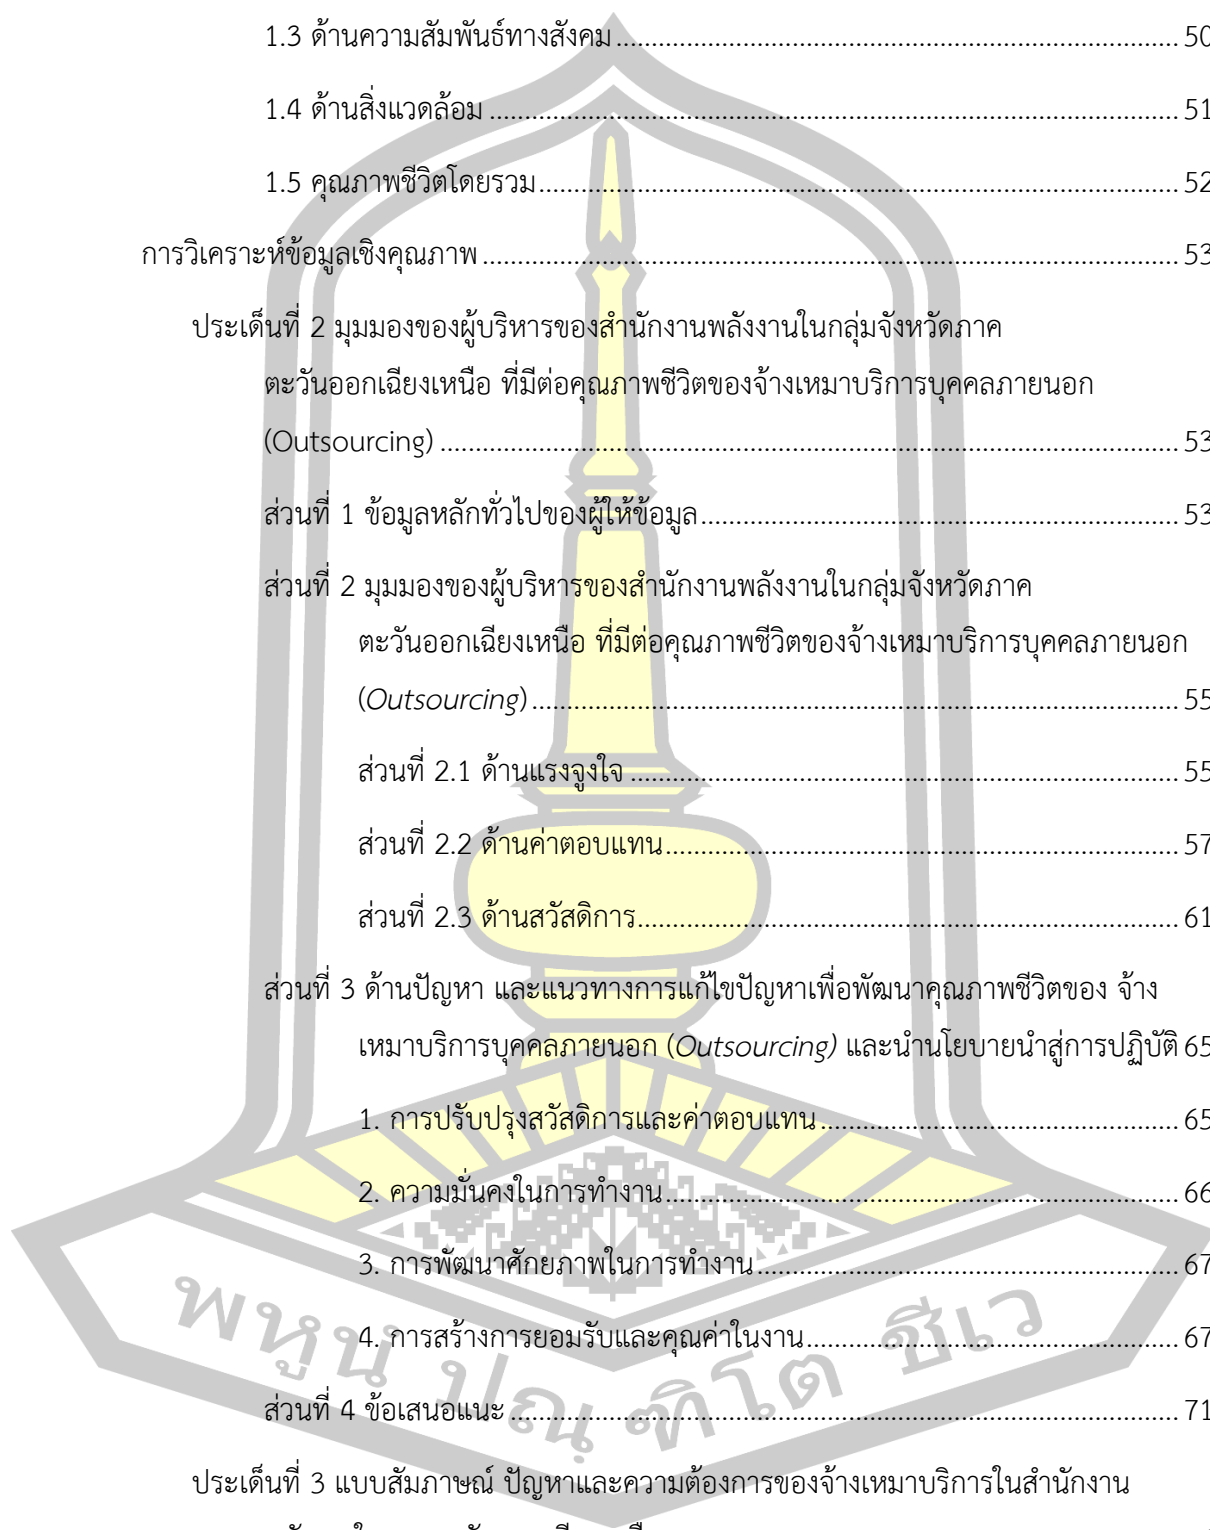 1.3 ด้านความสัมพันธ์ทางสังคม ........ 50
1.4 ด้านสิ่งแวดล้อม ........ 51
1.5 คุณภาพชีวิตโดยรวม ........ 52
การวิเคราะห์ข้อมูลเชิงคุณภาพ ........ 53
ประเด็นที่ 2 มุมมองของผู้บริหารของสำนักงานพลังงานในกลุ่มจังหวัดภาค
ตะวันออกเฉียงเหนือ ที่มีต่อคุณภาพชีวิตของจ้างเหมาบริการบุคคลภายนอก
(Outsourcing) ........ 53
ส่วนที่ 1 ข้อมูลหลักทั่วไปของผู้ให้ข้อมูล ........ 53
ส่วนที่ 2 มุมมองของผู้บริหารของสำนักงานพลังงานในกลุ่มจังหวัดภาค
ตะวันออกเฉียงเหนือ ที่มีต่อคุณภาพชีวิตของจ้างเหมาบริการบุคคลภายนอก
(Outsourcing) ........ 55
ส่วนที่ 2.1 ด้านแรงจูงใจ ........ 55
ส่วนที่ 2.2 ด้านค่าตอบแทน ........ 57
ส่วนที่ 2.3 ด้านสวัสดิการ ........ 61
ส่วนที่ 3 ด้านปัญหา และแนวทางการแก้ไขปัญหาเพื่อพัฒนาคุณภาพชีวิตของ จ้าง
เหมาบริการบุคคลภายนอก (Outsourcing) และนำนโยบายนำสู่การปฏิบัติ 65
1. การปรับปรุงสวัสดิการและค่าตอบแทน ........ 65
2. ความมั่นคงในการทำงาน ........ 66
3. การพัฒนาศักยภาพในการทำงาน ........ 67
4. การสร้างการยอมรับและคุณค่าในงาน ........ 67
ส่วนที่ 4 ข้อเสนอแนะ ........ 71
ประเด็นที่ 3 แบบสัมภาษณ์ ปัญหาและความต้องการของจ้างเหมาบริการในสำนักงาน
พหูนํ ปณฺฑิโต ชีเว